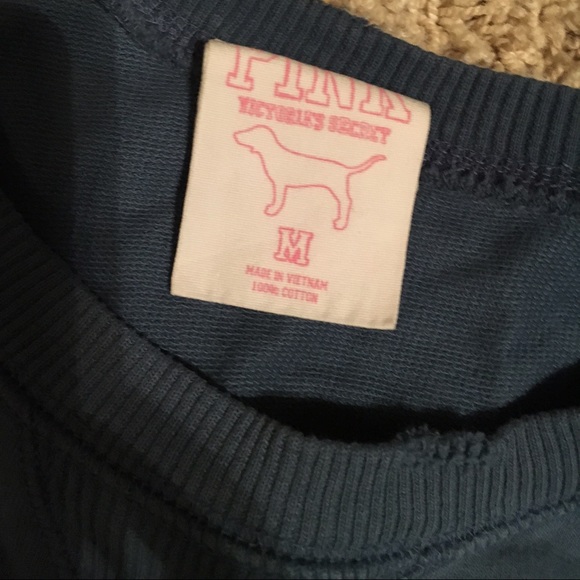 PINK
VICTORIA'S SECRET
M
MADE IN VIETNAM
100% COTTON